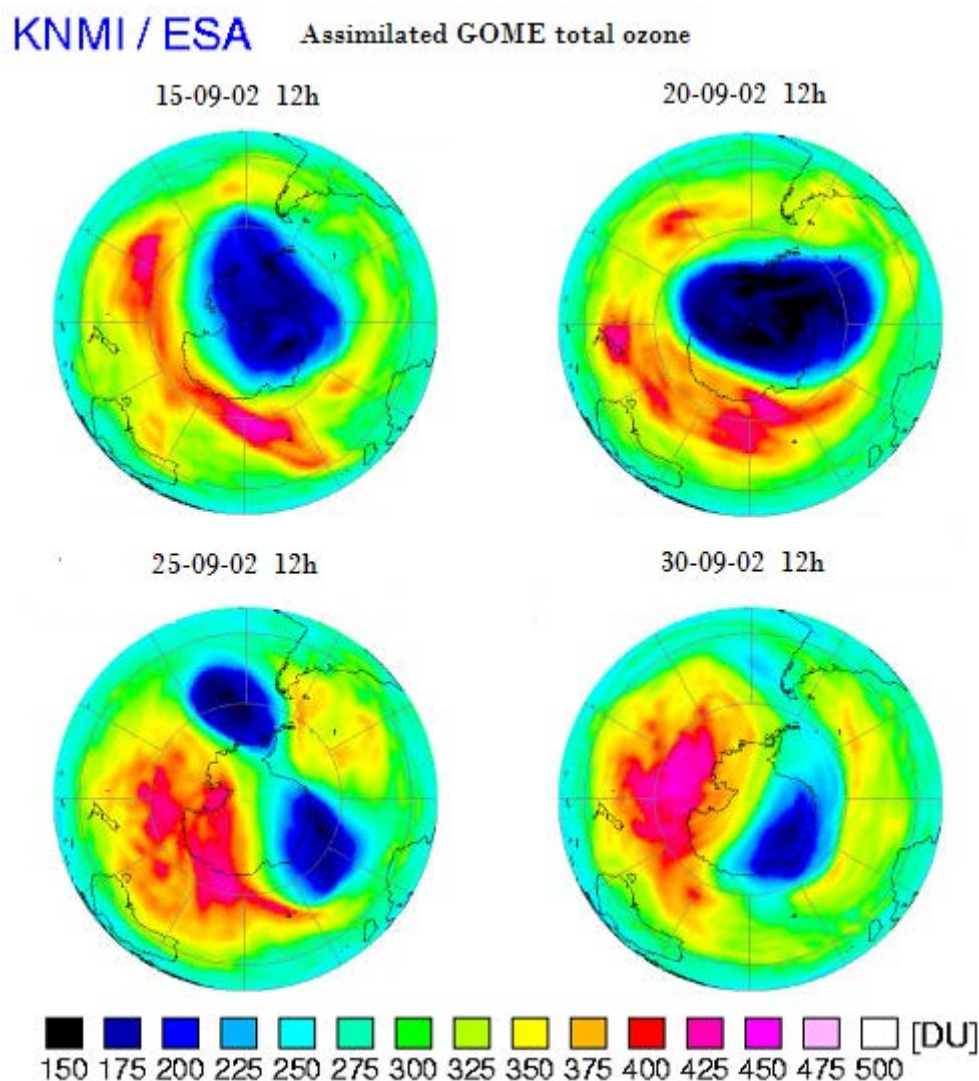 KNMI / ESA Assimilated GOME total ozone
15-09-02 12h 20-09-02 12h
25-09-02 12h 30-09-02 12h
[DU]
150 175 200 225 250 275 300 325 350 375 400 425 450 475 500